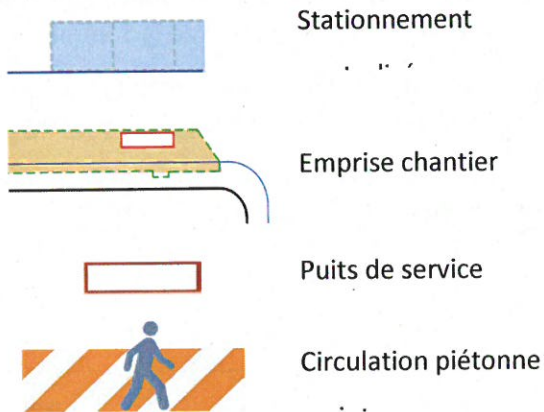 Stationnement
Emprise chantier
Puits de service
Circulation piétonne